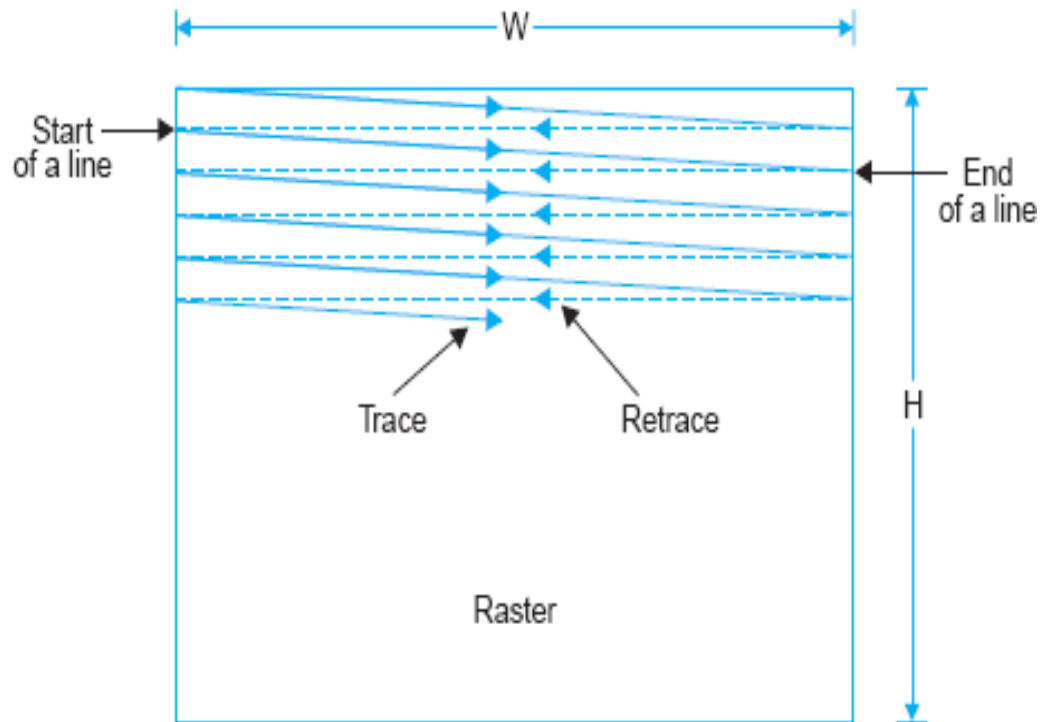 W
Start
of a line
End
of a line
H
Trace
Retrace
Raster